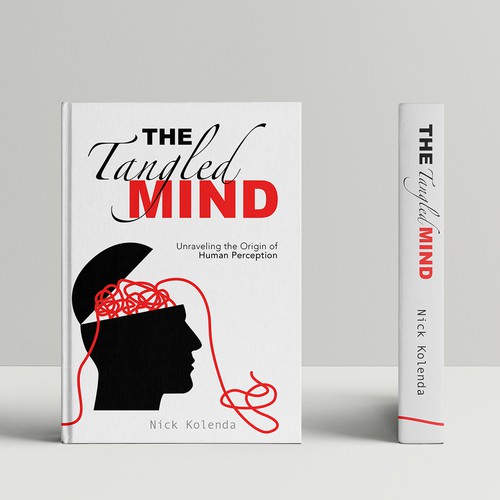 THE
Tangled
MIND
Unraveling the Origin of
Human Perception
Nick Kolenda
THE Tangled MIND
Nick Kolenda